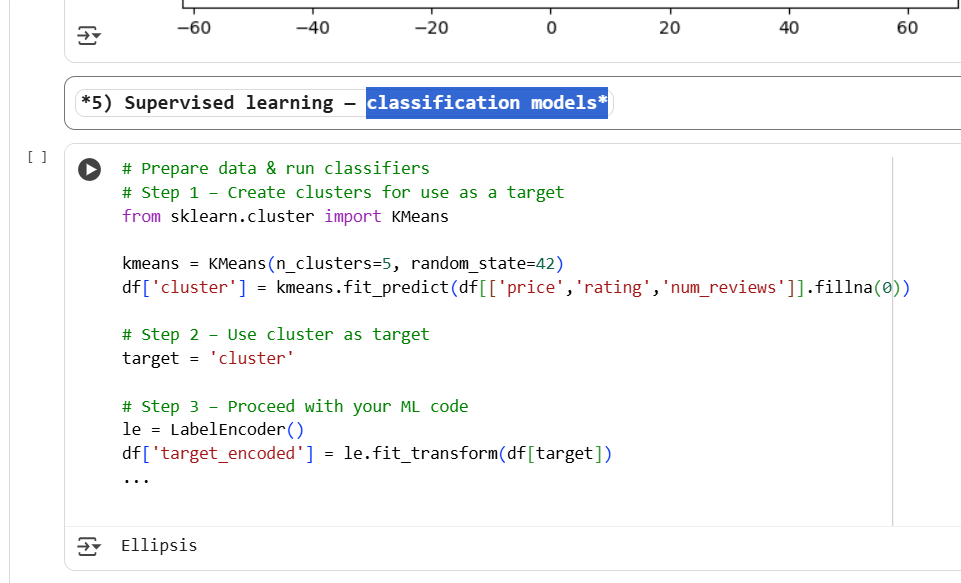 −60 −40 −20 0 20 40 60
*5) Supervised learning — classification models*
[ ]
# Prepare data & run classifiers
# Step 1 – Create clusters for use as a target
from sklearn.cluster import KMeans
kmeans = KMeans(n_clusters=5, random_state=42)
df['cluster'] = kmeans.fit_predict(df[['price','rating','num_reviews']].fillna(0))
# Step 2 – Use cluster as target
target = 'cluster'
# Step 3 – Proceed with your ML code
le = LabelEncoder()
df['target_encoded'] = le.fit_transform(df[target])
...
Ellipsis